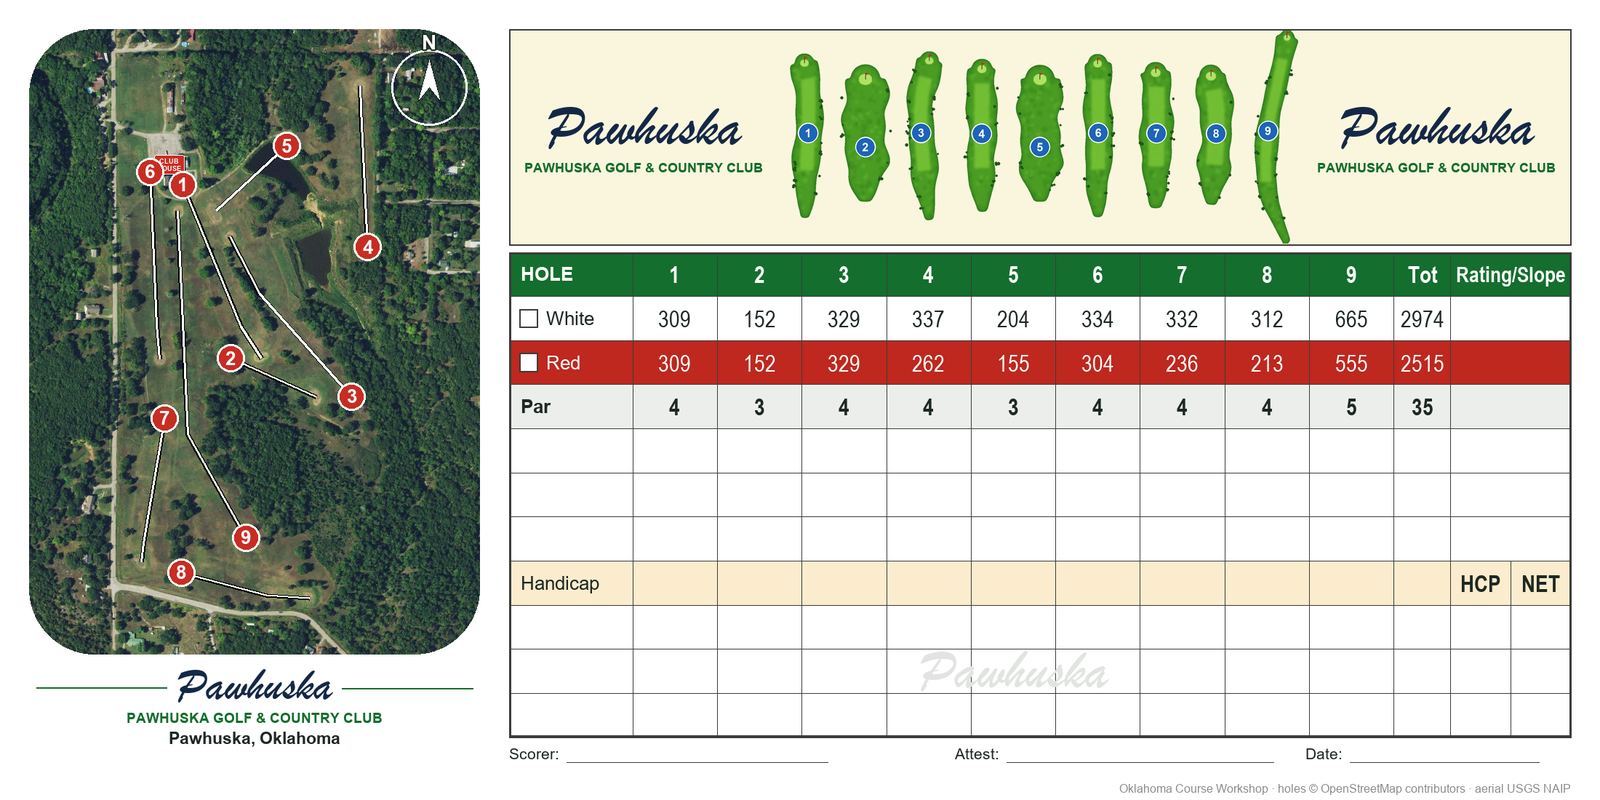 N
5
CLUB
HOUSE
6
1
4
2
3
7
9
8
Pawhuska
PAWHUSKA GOLF & COUNTRY CLUB
Pawhuska, Oklahoma
Pawhuska
PAWHUSKA GOLF & COUNTRY CLUB
1 2 3 4 5 6 7 8 9
Pawhuska
PAWHUSKA GOLF & COUNTRY CLUB
HOLE 1 2 3 4 5 6 7 8 9 Tot Rating/Slope
White 309 152 329 337 204 334 332 312 665 2974
Red 309 152 329 262 155 304 236 213 555 2515
Par 4 3 4 4 3 4 4 4 5 35
Handicap HCP NET
Pawhuska
Scorer: Attest: Date:
Oklahoma Course Workshop · holes © OpenStreetMap contributors · aerial USGS NAIP